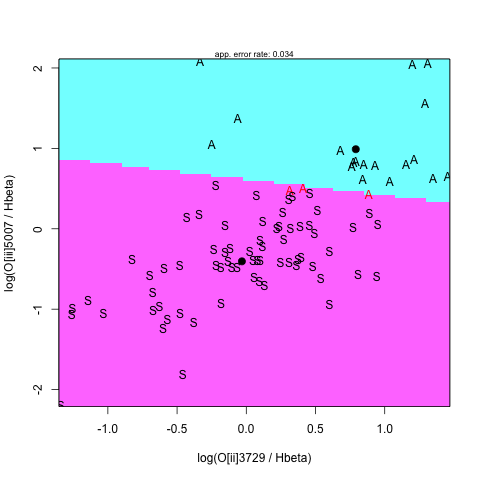 app. error rate: 0.034
log(O[iii]5007 / Hbeta)
2
1
0
-1
-2
A A A A A A A A A A A A A A A A A A A A A A A
S S S S S S S S S S S S S S S S S S S S S S S S S S S S S S S S S S S S S S S S S S S S S S S S S S S S S S S S S S S S S S S S
-1.0 -0.5 0.0 0.5 1.0
log(O[ii]3729 / Hbeta)